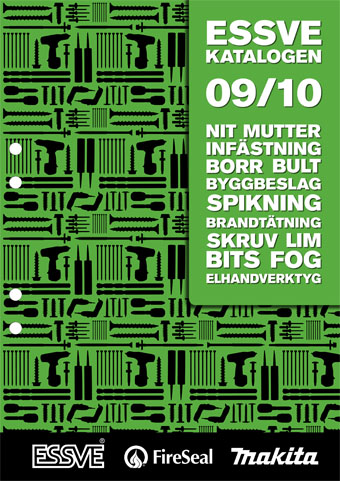 ESSVE
KATALOGEN
09/10
NIT MUTTER
INFÄSTNING
BORR BULT
BYGGBESLAG
SPIKNING
BRANDTÄTNING
SKRUV LIM
BITS FOG
ELHANDVERKTYG
ESSVE® FireSeal makita